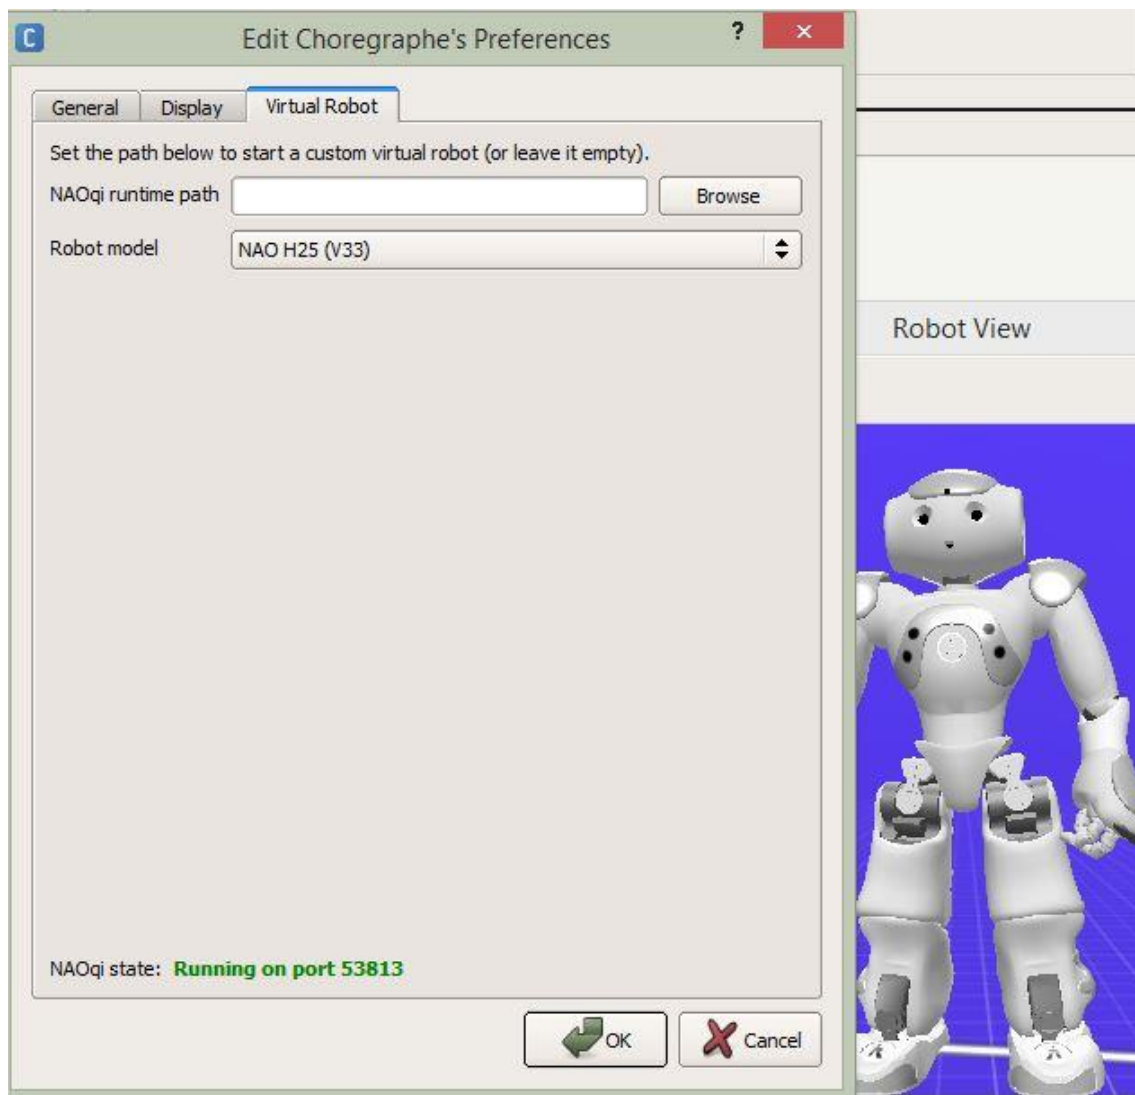 C
Edit Choregraphe's Preferences
?
General
Display
Virtual Robot
Set the path below to start a custom virtual robot (or leave it empty).
NAOqi runtime path
Browse
Robot model
NAO H25 (V33)
Robot View
NAOqi state: Running on port 53813
OK
Cancel